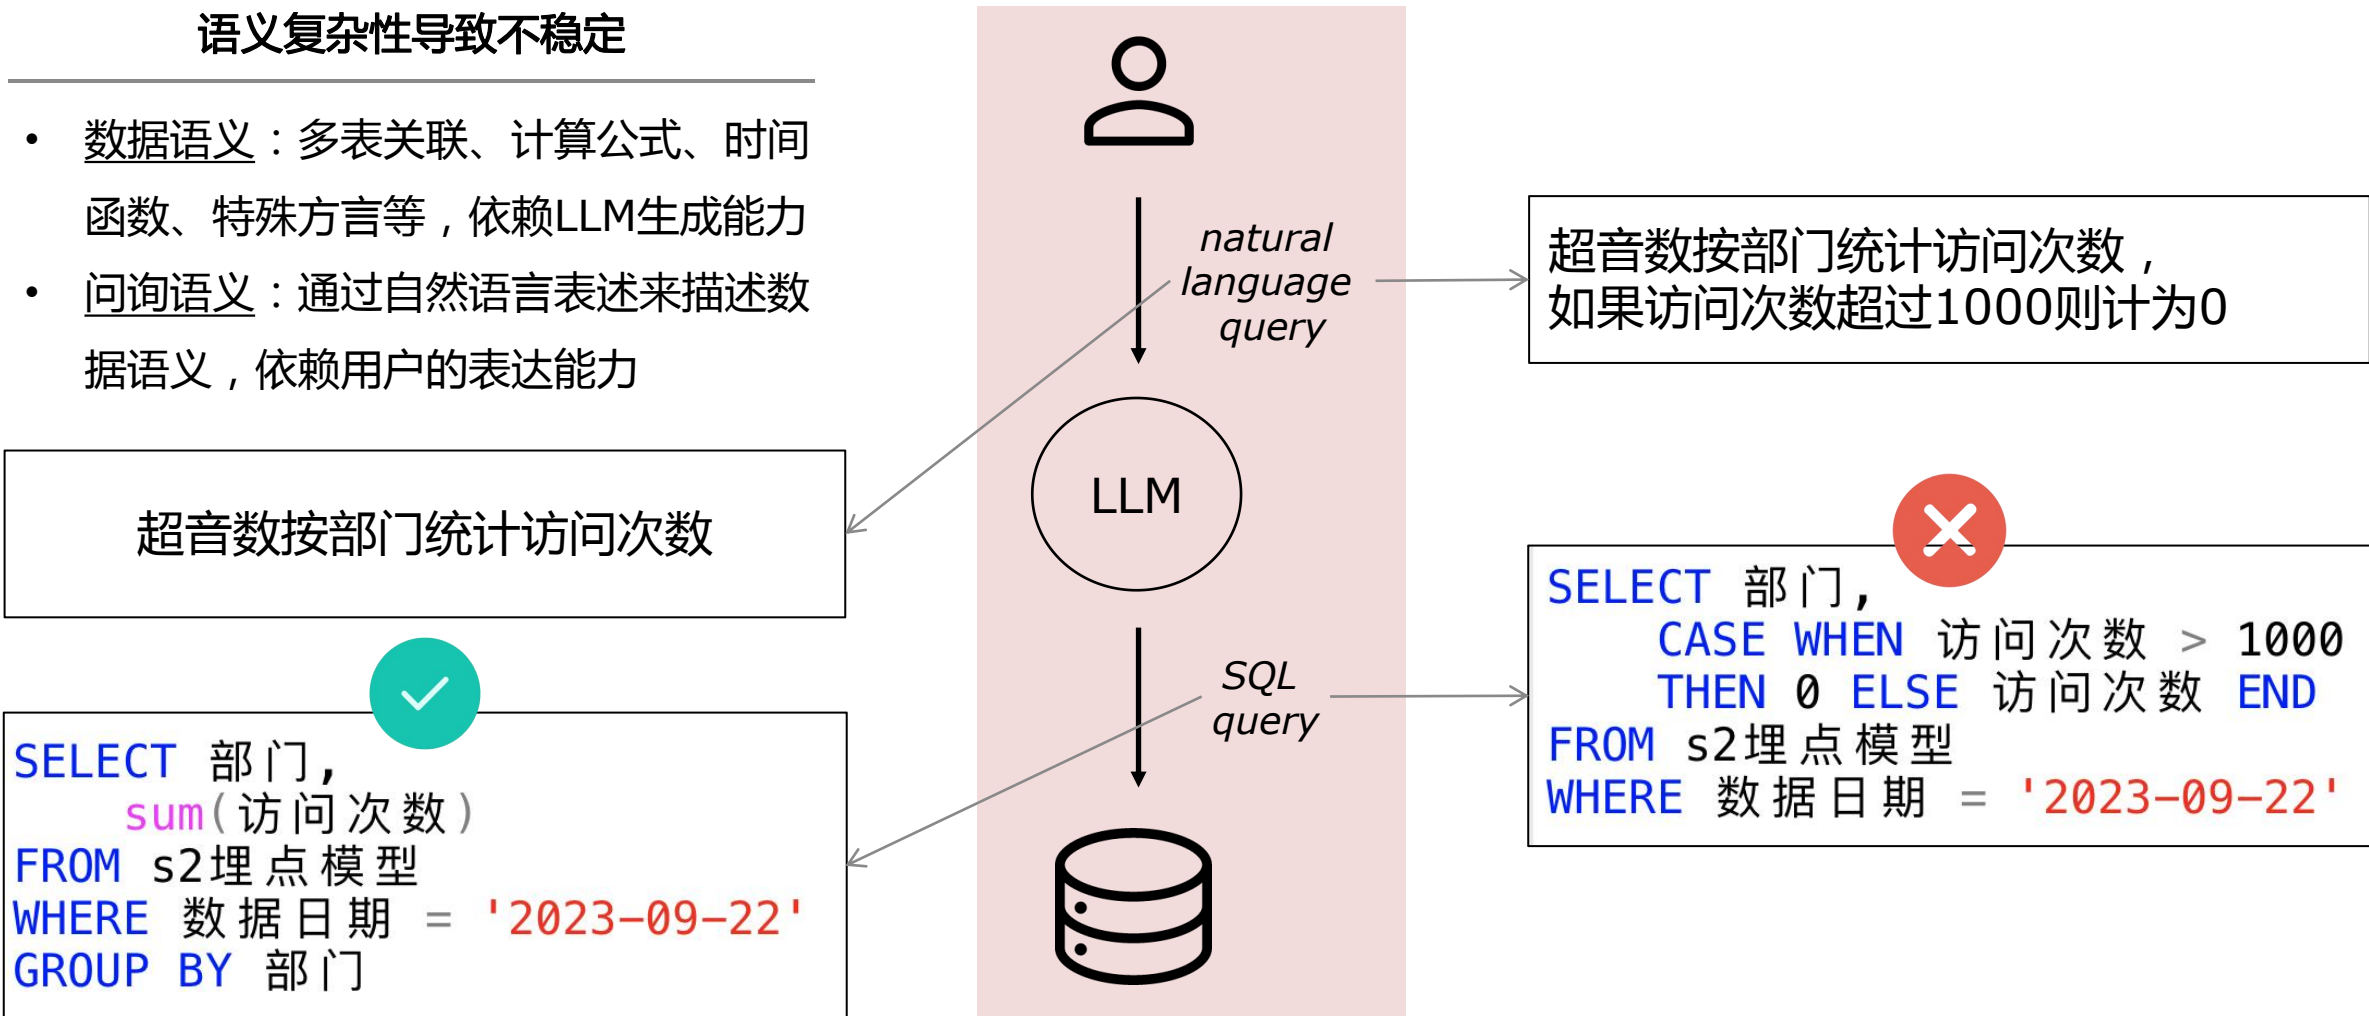 语义复杂性导致不稳定
• 数据语义：多表关联、计算公式、时间
函数、特殊方言等，依赖LLM生成能力
• 问询语义：通过自然语言表述来描述数
据语义，依赖用户的表达能力
超音数按部门统计访问次数
SELECT 部门,
sum(访问次数)
FROM s2埋点模型
WHERE 数据日期 = '2023-09-22'
GROUP BY 部门
natural
language
query
LLM
SQL
query
超音数按部门统计访问次数，
如果访问次数超过1000则计为0
SELECT 部门,
CASE WHEN 访问次数 > 1000
THEN 0 ELSE 访问次数 END
FROM s2埋点模型
WHERE 数据日期 = '2023-09-22'